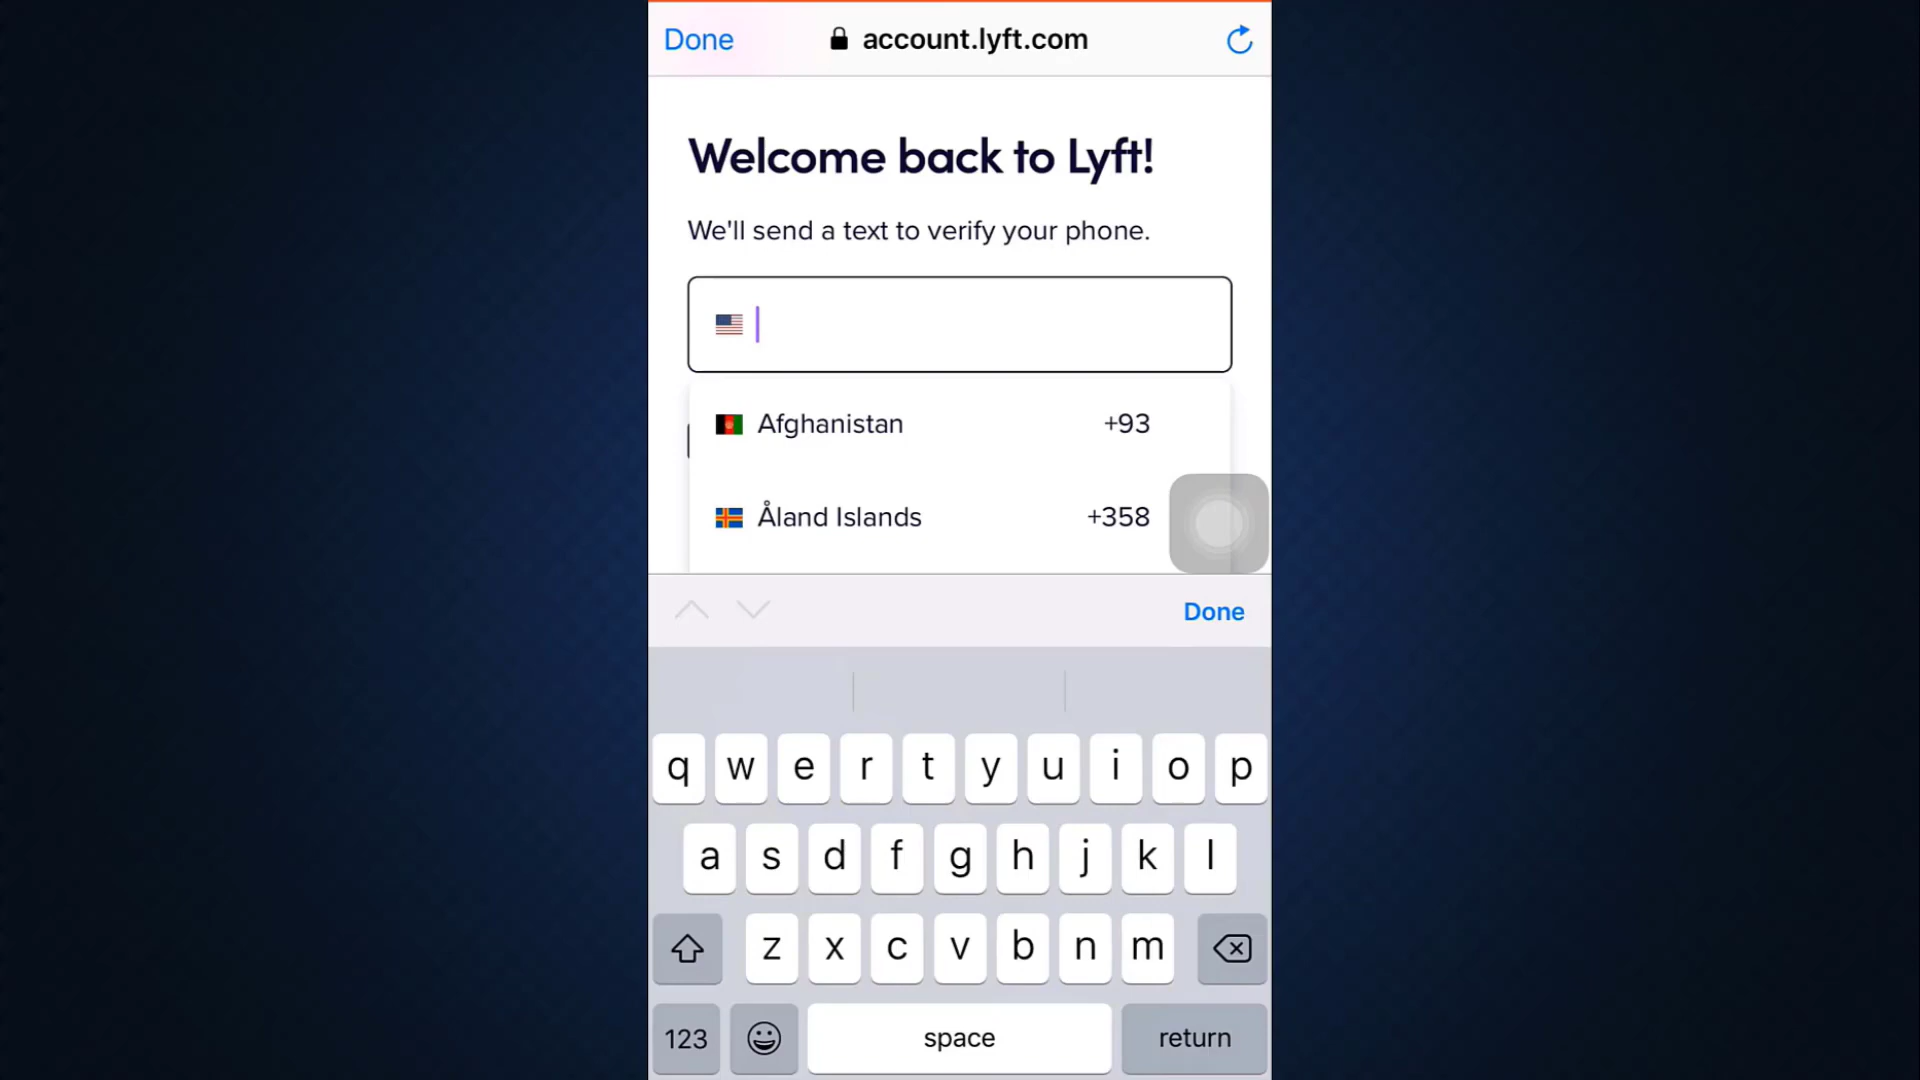 Done account.lyft.com
Welcome back to Lyft!
We'll send a text to verify your phone.
Afghanistan +93
Åland Islands +358
Done
q w e r t y u i o p
a s d f g h j k l
z x c v b n m
123 space return